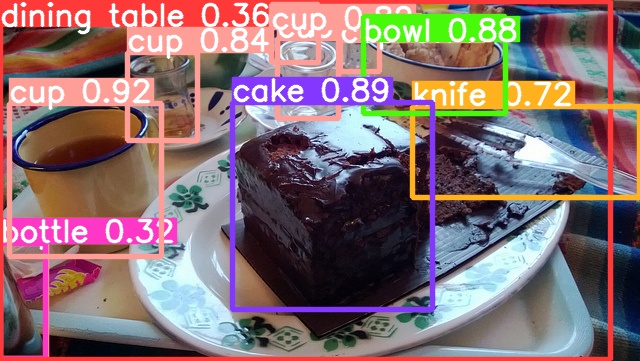 dining table 0.36
cup 0.84
bowl 0.88
cup 0.92
cake 0.89
knife 0.72
bottle 0.32